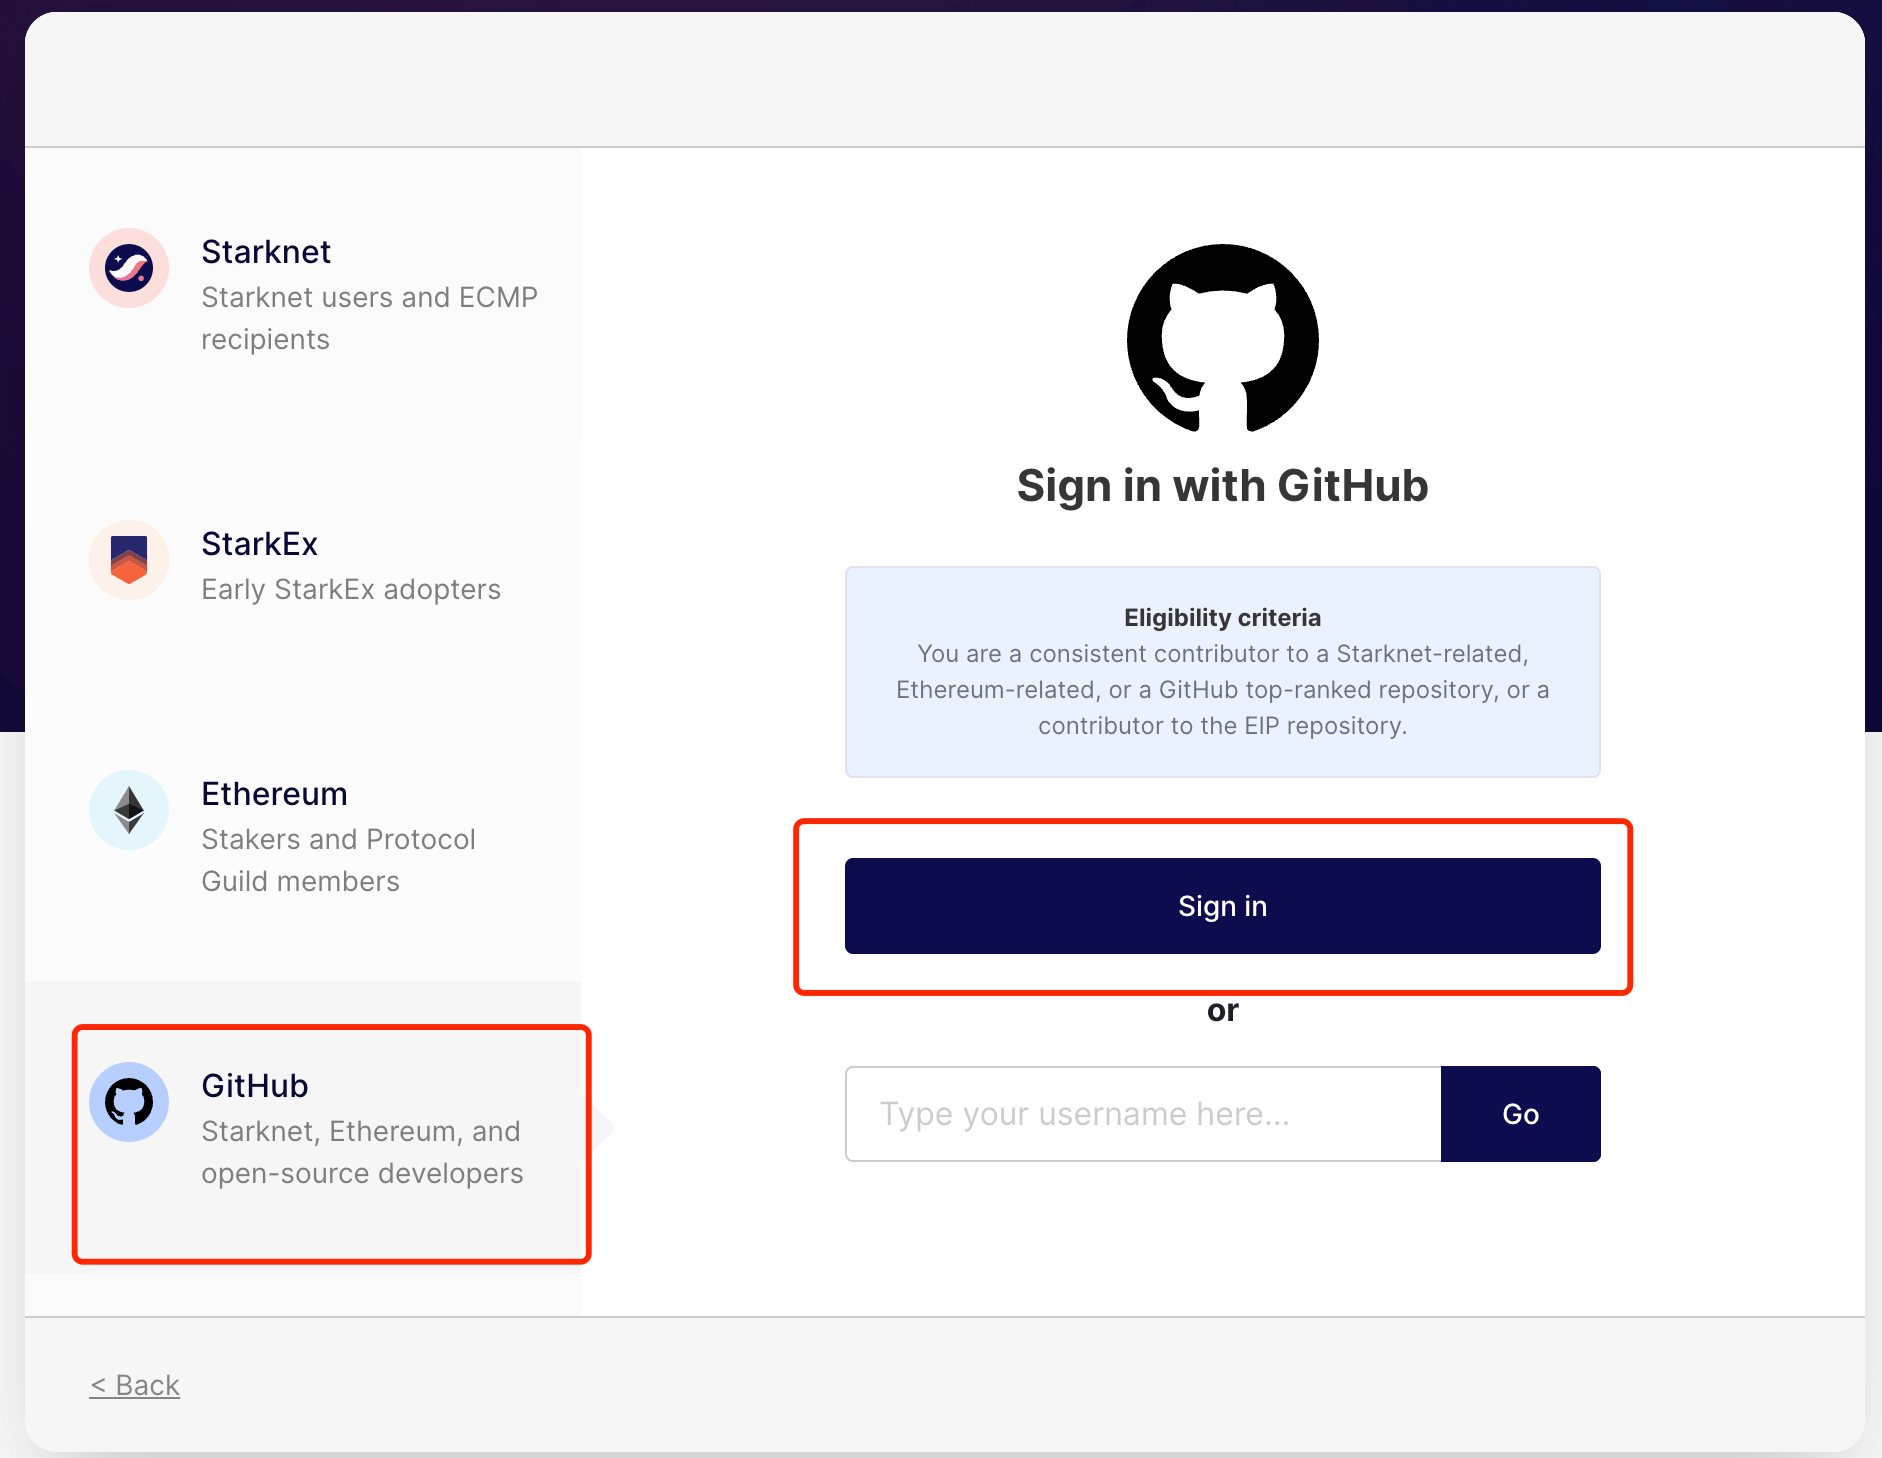 Starknet
Starknet users and ECMP
recipients
StarkEx
Early StarkEx adopters
Ethereum
Stakers and Protocol
Guild members
GitHub
Starknet, Ethereum, and
open-source developers
Sign in with GitHub
Eligibility criteria
You are a consistent contributor to a Starknet-related,
Ethereum-related, or a GitHub top-ranked repository, or a
contributor to the EIP repository.
Sign in
or
Type your username here...
Go
< Back